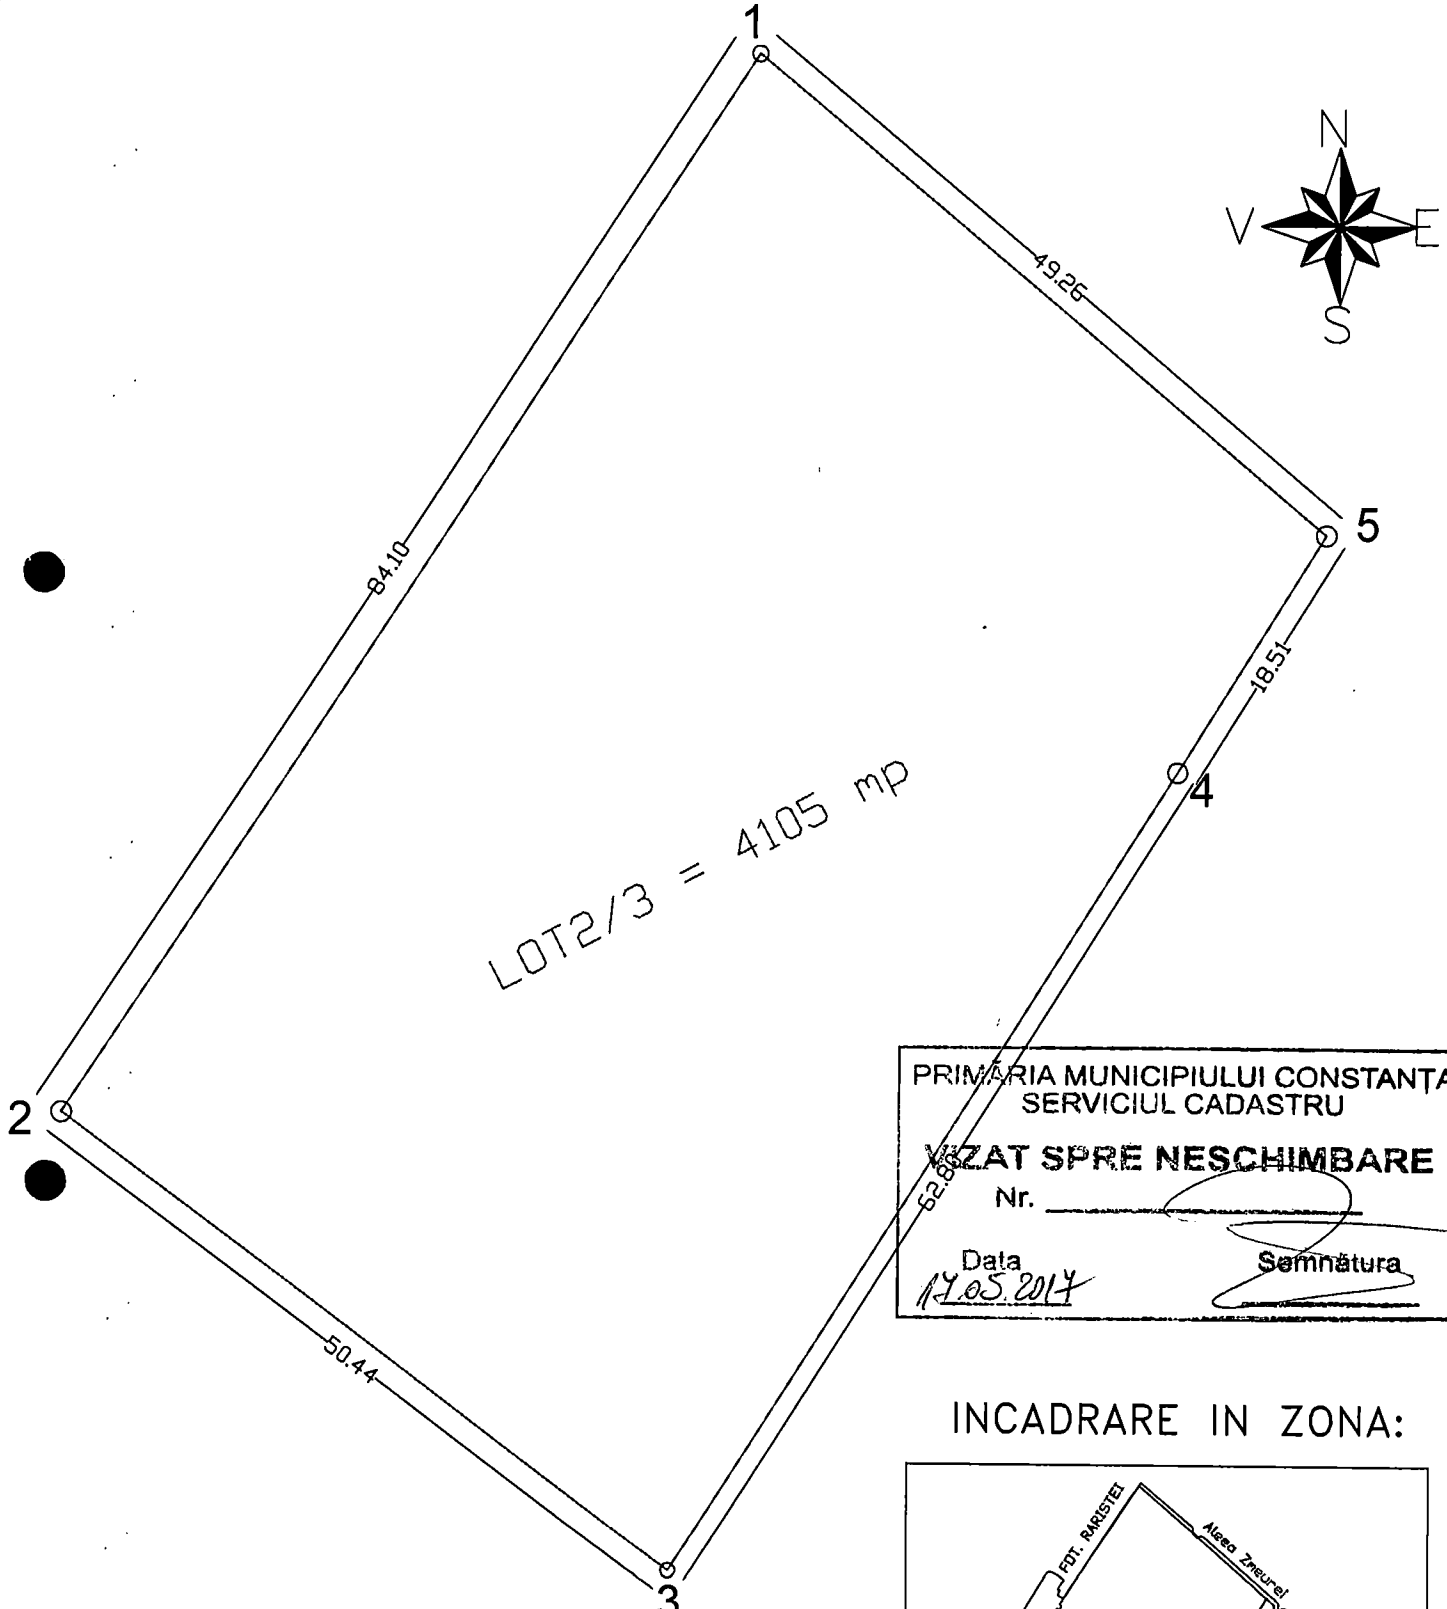 1
N
V
E
S
49.26
5
84.10
18.51
4
LOT2/3 = 4105 mp
2
PRIMĂRIA MUNICIPIULUI CONSTANȚA
SERVICIUL CADASTRU
VIZAT SPRE NESCHIMBARE
Nr.
Data
Semnătura
17.05.2017
50.44
INCADRARE IN ZONA:
FDT. RARISTEI
Aleea Zmeurei
3